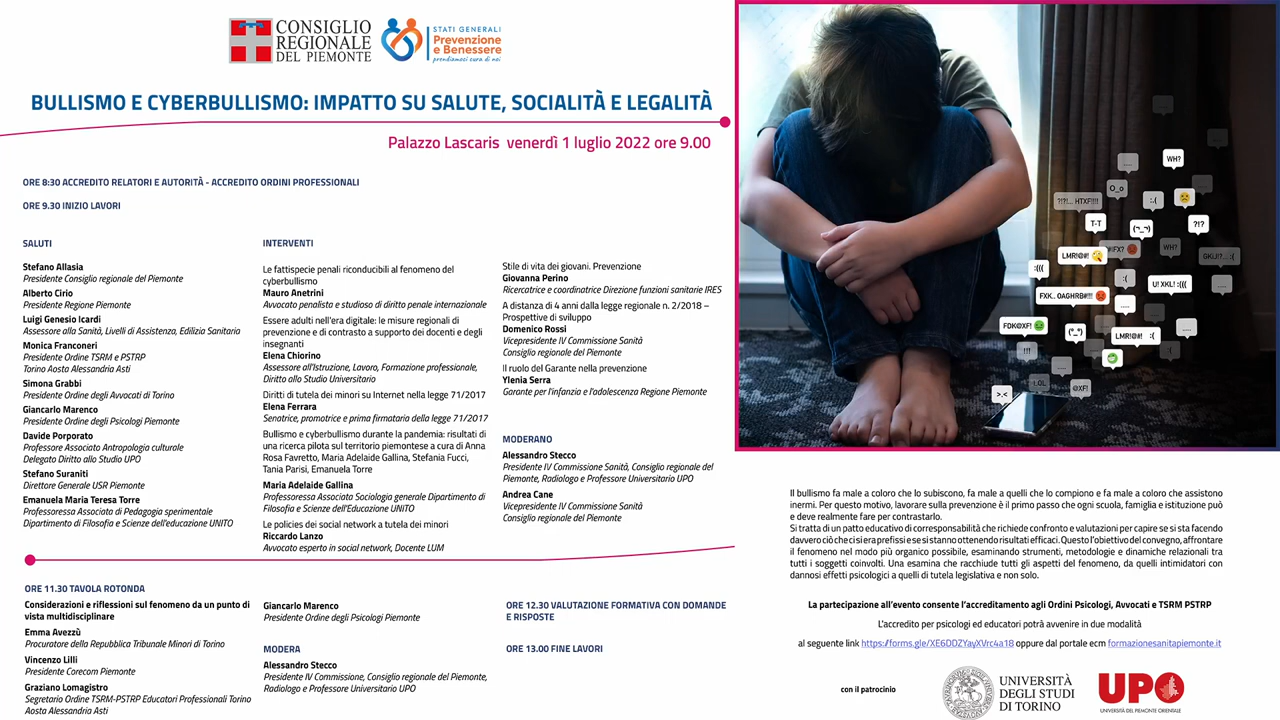 CONSIGLIO
REGIONALE
DEL PIEMONTE
STATI GENERALI
Prevenzione
e Benessere
prendiamoci cura di noi
BULLISMO E CYBERBULLISMO: IMPATTO SU SALUTE, SOCIALITÀ E LEGALITÀ
Palazzo Lascaris venerdì 1 luglio 2022 ore 9.00
ORE 8:30 ACCREDITO RELATORI E AUTORITÀ - ACCREDITO ORDINI PROFESSIONALI
ORE 9.30 INIZIO LAVORI
SALUTI
Stefano Allasia
Presidente Consiglio regionale del Piemonte
Alberto Cirio
Presidente Regione Piemonte
Luigi Genesio Icardi
Assessore alla Sanità, Livelli di Assistenza, Edilizia Sanitaria
Monica Franconeri
Presidente Ordine TSRM e PSTRP
Torino Aosta Alessandria Asti
Simona Grabbi
Presidente Ordine degli Avvocati di Torino
Giancarlo Marenco
Presidente Ordine degli Psicologi Piemonte
Davide Porporato
Professore Associato Antropologia culturale
Delegato Diritto allo Studio UPO
Stefano Suraniti
Direttore Generale USR Piemonte
Emanuela Maria Teresa Torre
Professoressa Associata di Pedagogia sperimentale
Dipartimento di Filosofia e Scienze dell'educazione UNITO
INTERVENTI
Le fattispecie penali riconducibili al fenomeno del
cyberbullismo
Mauro Anetrini
Avvocato penalista e studioso di diritto penale internazionale
Essere adulti nell'era digitale: le misure regionali di
prevenzione e di contrasto a supporto dei docenti e degli
insegnanti
Elena Chiorino
Assessore all'Istruzione, Lavoro, Formazione professionale,
Diritto allo Studio Universitario
Diritti di tutela dei minori su Internet nella legge 71/2017
Elena Ferrara
Senatrice, promotrice e prima firmataria della legge 71/2017
Bullismo e cyberbullismo durante la pandemia: risultati di
una ricerca pilota sul territorio piemontese a cura di Anna
Rosa Favretto, Maria Adelaide Gallina, Stefania Fucci,
Tania Parisi, Emanuela Torre
Maria Adelaide Gallina
Professoressa Associata Sociologia generale Dipartimento di
Filosofia e Scienze dell'Educazione UNITO
Le policies dei social network a tutela dei minori
Riccardo Lanzo
Avvocato esperto in social network, Docente LUM
Stile di vita dei giovani. Prevenzione
Giovanna Perino
Ricercatrice e coordinatrice Direzione funzioni sanitarie IRES
A distanza di 4 anni dalla legge regionale n. 2/2018 –
Prospettive di sviluppo
Domenico Rossi
Vicepresidente IV Commissione Sanità
Consiglio regionale del Piemonte
Il ruolo del Garante nella prevenzione
Ylenia Serra
Garante per l'infanzia e l'adolescenza Regione Piemonte
MODERANO
Alessandro Stecco
Presidente IV Commissione Sanità, Consiglio regionale del
Piemonte, Radiologo e Professore Universitario UPO
Andrea Cane
Vicepresidente IV Commissione Sanità
Consiglio regionale del Piemonte
ORE 11.30 TAVOLA ROTONDA
Considerazioni e riflessioni sul fenomeno da un punto di
vista multidisciplinare
Emma Avezzù
Procuratore della Repubblica Tribunale Minori di Torino
Vincenzo Lilli
Presidente Corecom Piemonte
Graziano Lomagistro
Segretario Ordine TSRM-PSTRP Educatori Professionali Torino
Aosta Alessandria Asti
Giancarlo Marenco
Presidente Ordine degli Psicologi Piemonte
MODERA
Alessandro Stecco
Presidente IV Commissione, Consiglio regionale del Piemonte,
Radiologo e Professore Universitario UPO
ORE 12.30 VALUTAZIONE FORMATIVA CON DOMANDE
E RISPOSTE
ORE 13.00 FINE LAVORI
WH?
O_o
?!?!... HTXF!!!!
:.(
T-T
(¬_¬)
?!?
WH?
LMR!@#!
:(((
:(
U! XKL! :(((
FXK.. OAGHRB#!!!
....
FDK@XF!
(°_°)
LMR!@#! :(
....
!!!
@XF!
>.<
Il bullismo fa male a coloro che lo subiscono, fa male a quelli che lo compiono e fa male a coloro che assistono
inermi. Per questo motivo, lavorare sulla prevenzione è il primo passo che ogni scuola, famiglia e istituzione può
e deve realmente fare per contrastarlo.
Si tratta di un patto educativo di corresponsabilità che richiede confronto e valutazioni per capire se si sta facendo
davvero ciò che ci si era prefissi e se si stanno ottenendo risultati efficaci. Questo l'obiettivo del convegno, affrontare
il fenomeno nel modo più organico possibile, esaminando strumenti, metodologie e dinamiche relazionali tra
tutti i soggetti coinvolti. Una esamina che racchiude tutti gli aspetti del fenomeno, da quelli intimidatori con
dannosi effetti psicologici a quelli di tutela legislativa e non solo.
La partecipazione all'evento consente l'accreditamento agli Ordini Psicologi, Avvocati e TSRM PSTRP
L'accredito per psicologi ed educatori potrà avvenire in due modalità
al seguente link https://forms.gle/XE6DDZYayXVrc4a18 oppure dal portale ecm formazionesanitapiemonte.it
con il patrocinio
UNIVERSITÀ
DEGLI STUDI
DI TORINO
UPO
UNIVERSITÀ DEL PIEMONTE ORIENTALE